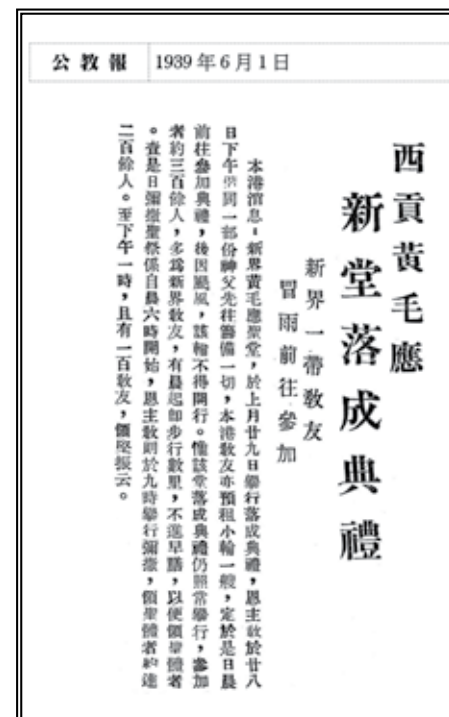 公教報 1939年6月1日
西貢黃毛應
新堂落成典禮
新界一帶敎友
冒雨前往參加
本港消息，新界黃毛應聖堂，於上月廿九日舉行落成典禮，恩主敎於廿八
日下午偕同一部份神父先往籌備一切，本港敎友亦預租小輪一艘，定於是日晨
前往參加典禮，後因颶風，該輪不得開行。惟該堂落成典禮仍照常舉行，參加
者約三百餘人，多爲新界敎友，有晨起卽步行數里，不進早膳，以便領聖體者
。查是日彌撒聖祭係自晨六時開始，恩主敎則於九時舉行彌撒，領聖體者約達
二百餘人。至下午一時，且有一百敎友，領堅振云。